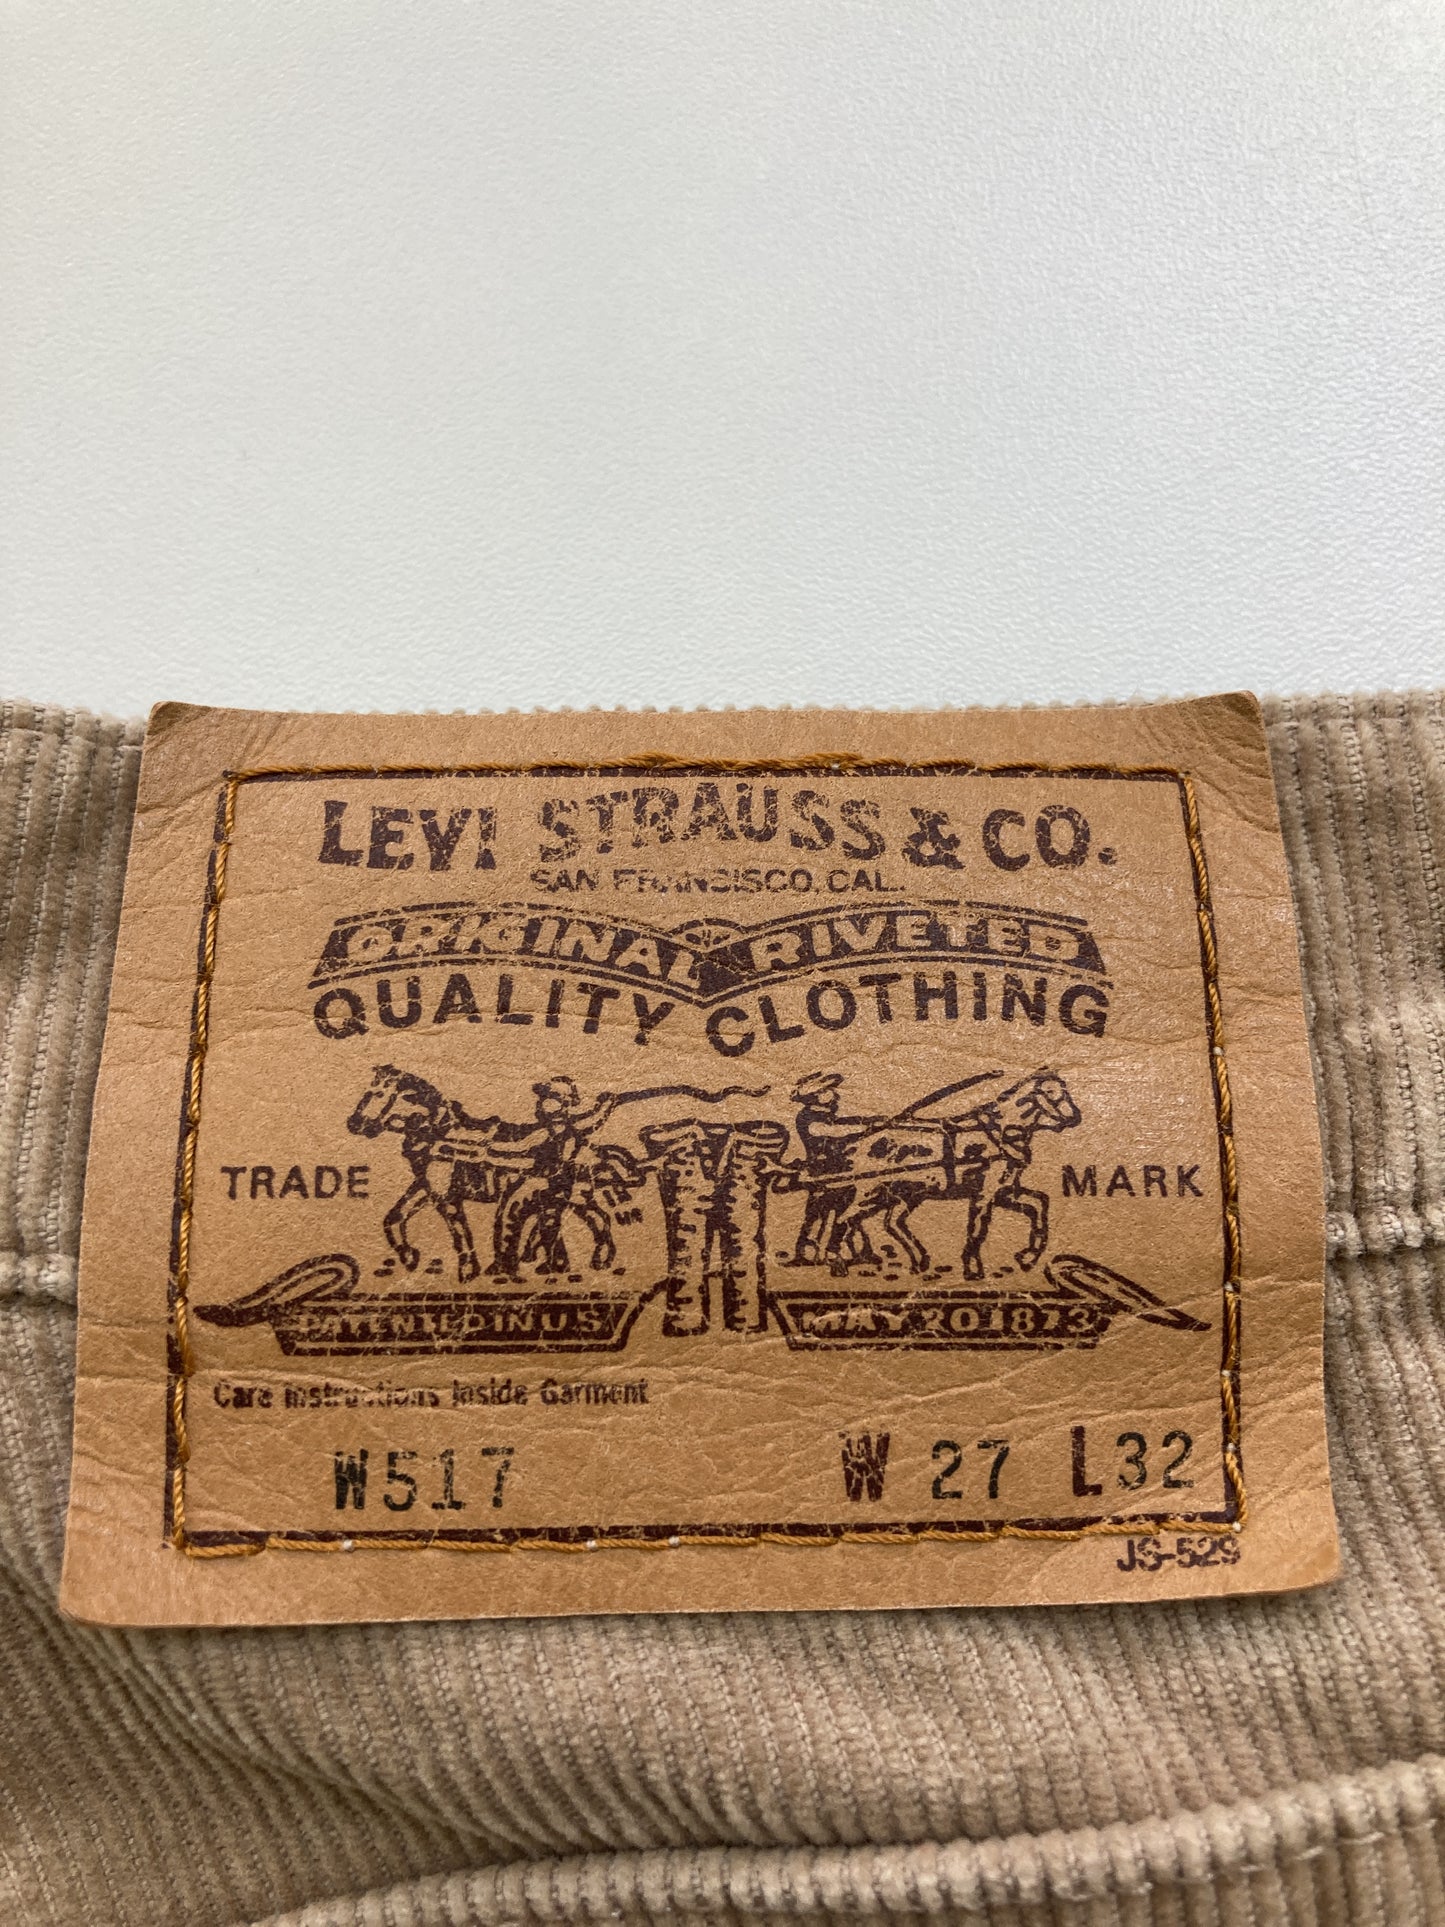 LEVI STRAUSS & CO.
SAN FRANSISCO, CAL.
ORIGINAL RIVETED
QUALITY CLOTHING
TRADE MARK
PATENTED IN U.S. MAY 20 1873
Care Instructions Inside Garment
W517 W 27 L32
JS-529